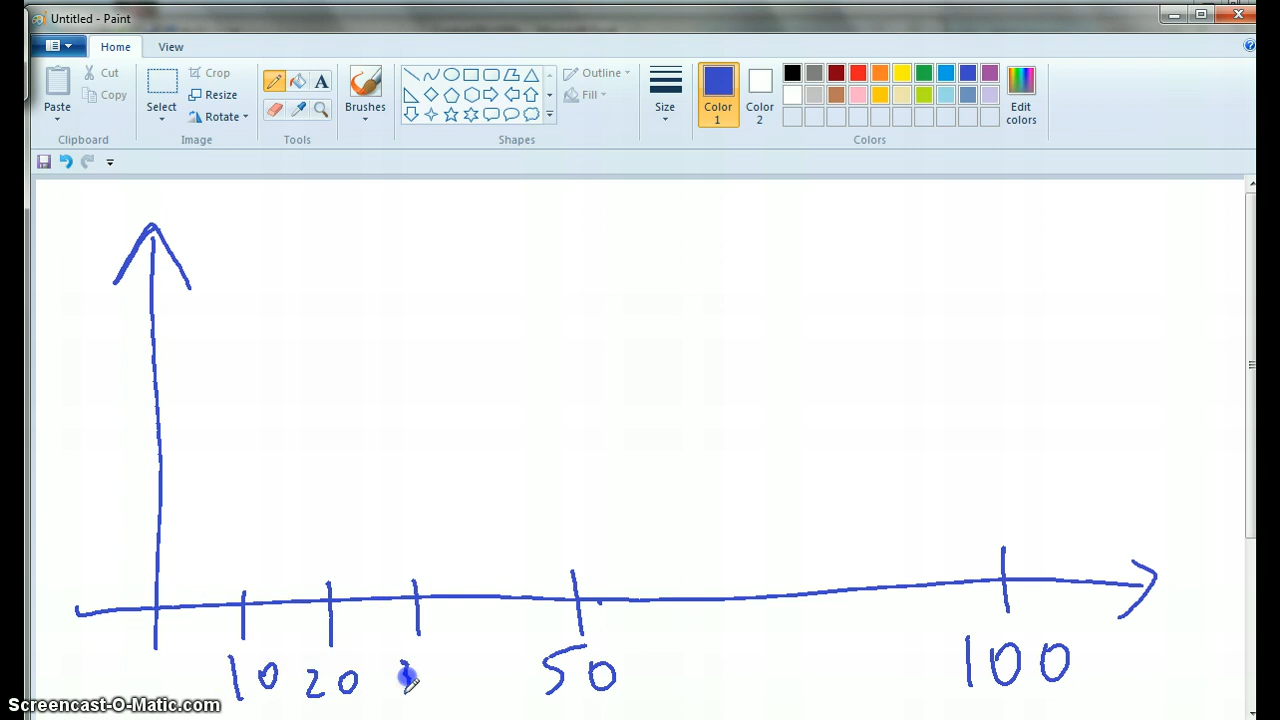 Untitled - Paint
Home View
Paste
Cut
Copy
Clipboard
Select
Crop
Resize
Rotate
Image
A
Tools
Brushes
Shapes
Outline
Fill
Size
Color 1
Color 2
Edit colors
Colors
10 20 50 100
Screencast-O-Matic.com